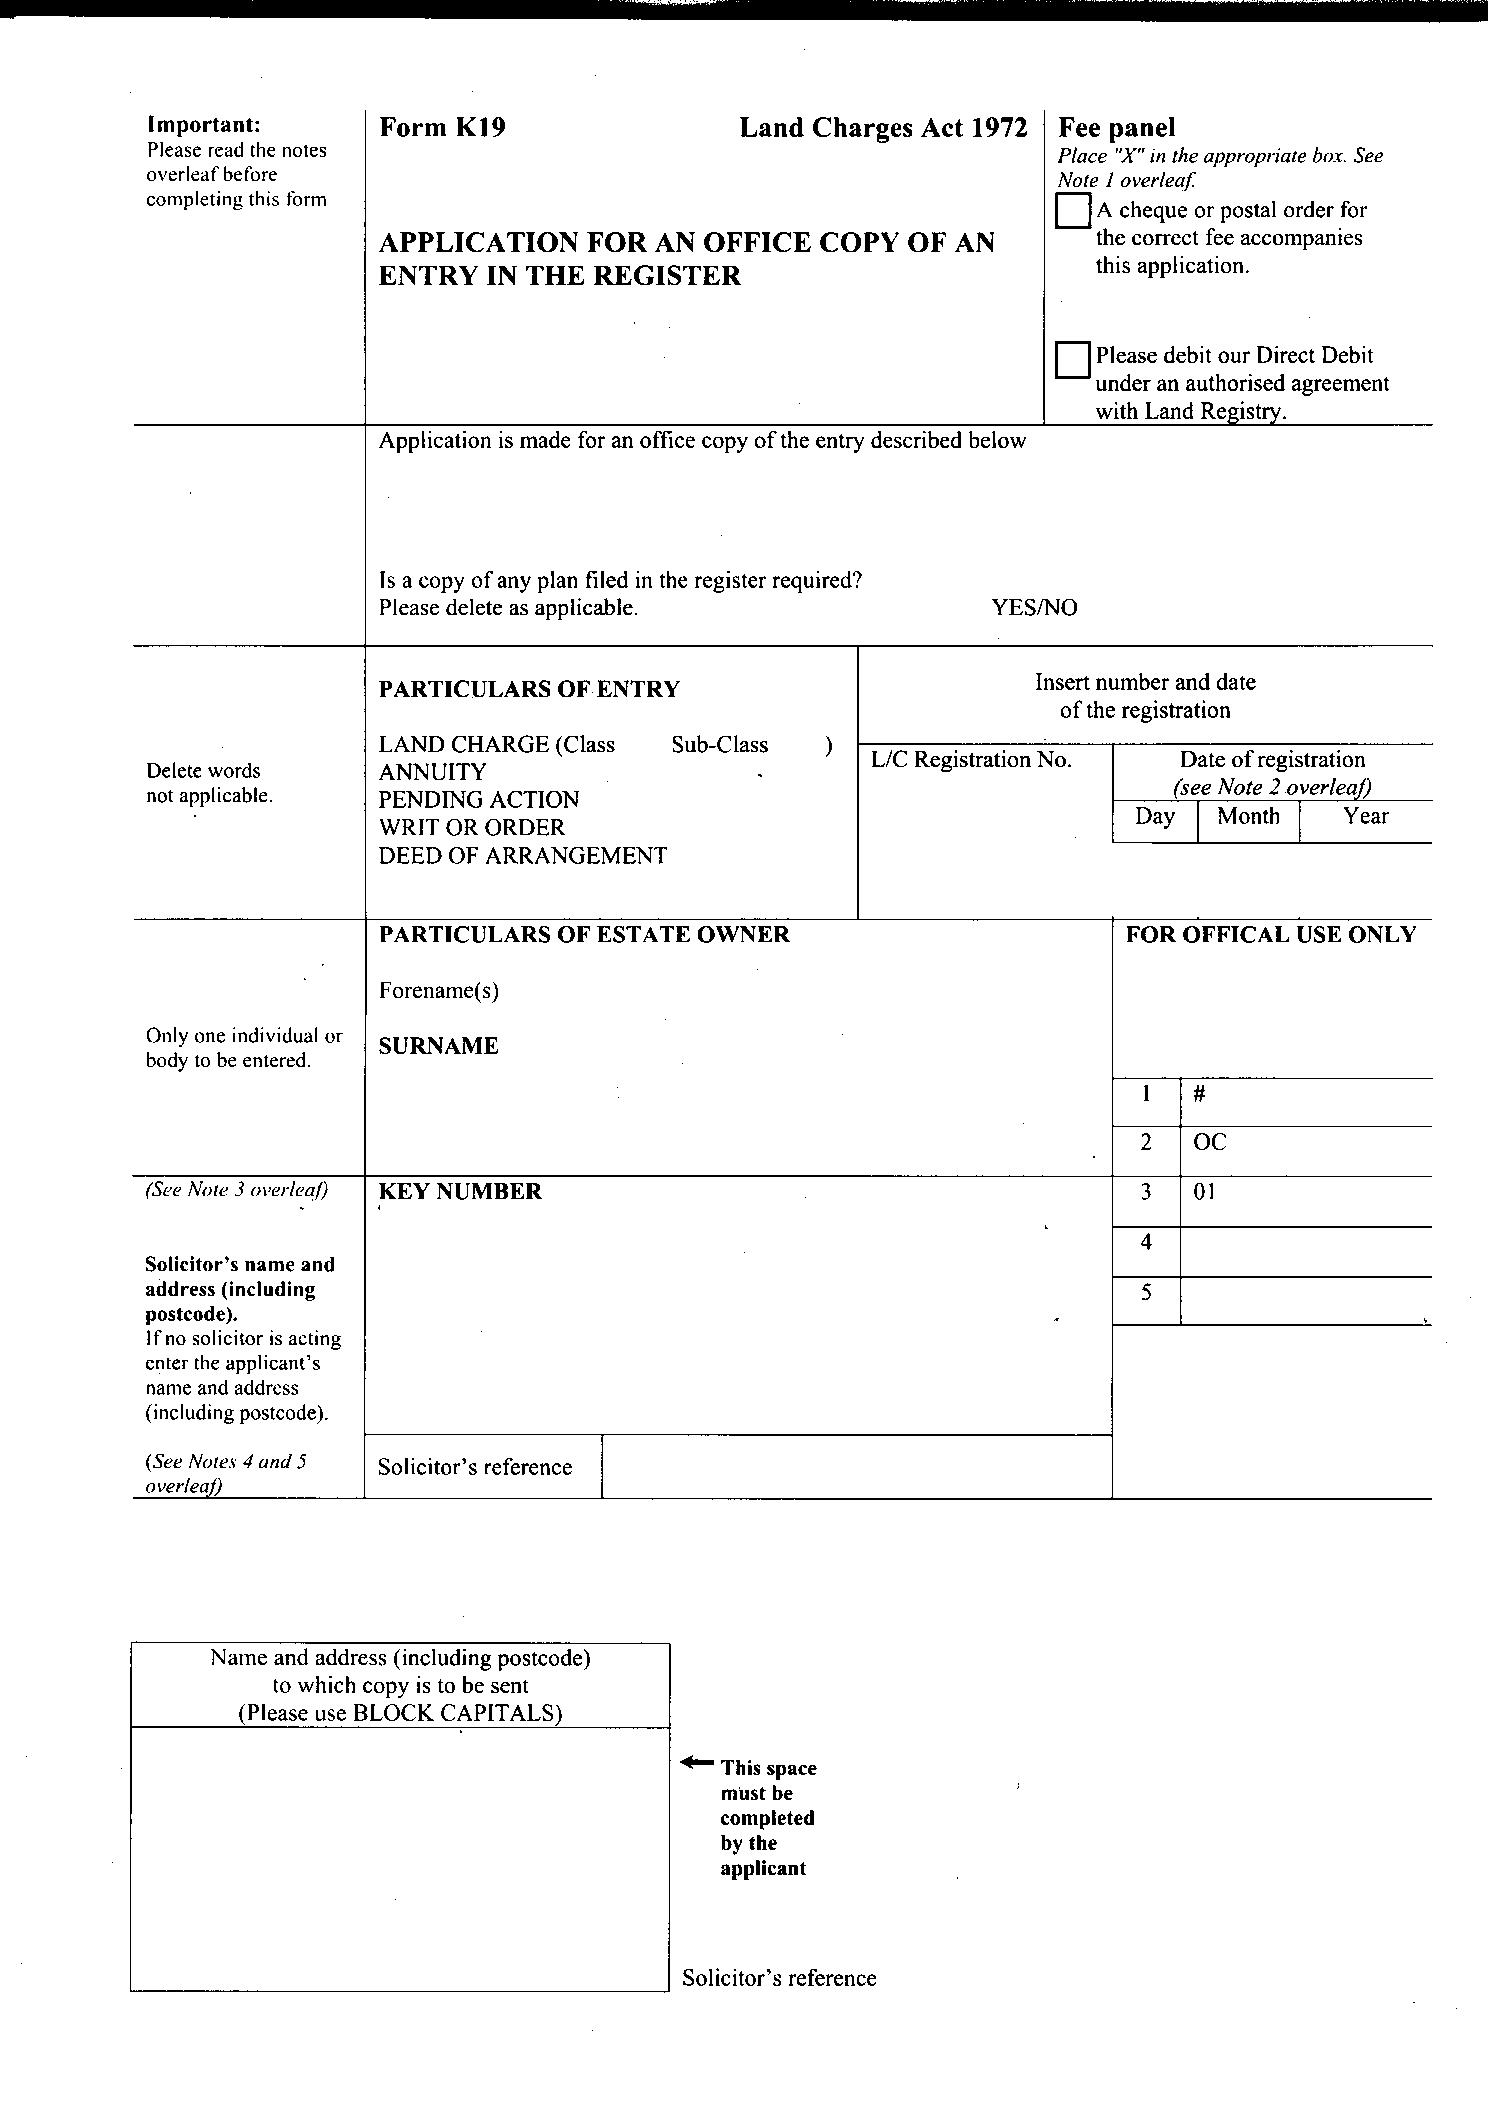 Important:
Please read the notes
overleaf before
completing this form
Form K19
Land Charges Act 1972
APPLICATION FOR AN OFFICE COPY OF AN
ENTRY IN THE REGISTER
Fee panel
Place "X" in the appropriate box. See
Note 1 overleaf.
A cheque or postal order for
the correct fee accompanies
this application.
Please debit our Direct Debit
under an authorised agreement
with Land Registry.
Application is made for an office copy of the entry described below
Is a copy of any plan filed in the register required?
Please delete as applicable. YES/NO
Delete words
not applicable.
PARTICULARS OF ENTRY
LAND CHARGE (Class Sub-Class )
ANNUITY
PENDING ACTION
WRIT OR ORDER
DEED OF ARRANGEMENT
Insert number and date
of the registration
L/C Registration No.
Date of registration
(see Note 2 overleaf)
Day Month Year
Only one individual or
body to be entered.
PARTICULARS OF ESTATE OWNER
Forename(s)
SURNAME
FOR OFFICAL USE ONLY
1 #
2 OC
3 01
4
5
(See Note 3 overleaf)
KEY NUMBER
Solicitor's name and
address (including
postcode).
If no solicitor is acting
enter the applicant's
name and address
(including postcode).
(See Notes 4 and 5
overleaf)
Solicitor's reference
Name and address (including postcode)
to which copy is to be sent
(Please use BLOCK CAPITALS)
This space
must be
completed
by the
applicant
Solicitor's reference